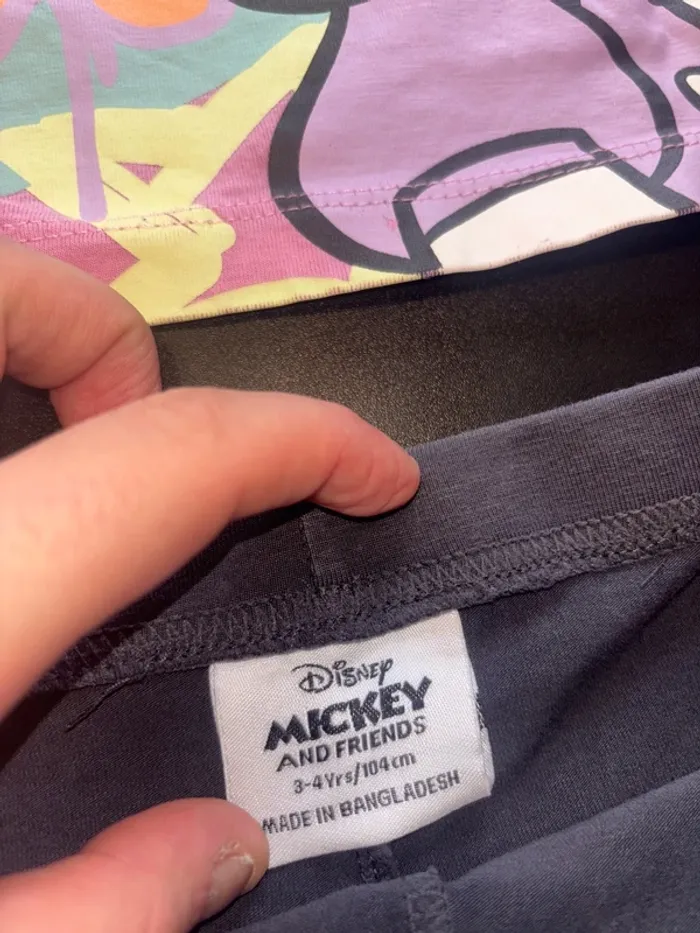 Disney
MICKEY
AND FRIENDS
3-4Yrs/104cm
MADE IN BANGLADESH